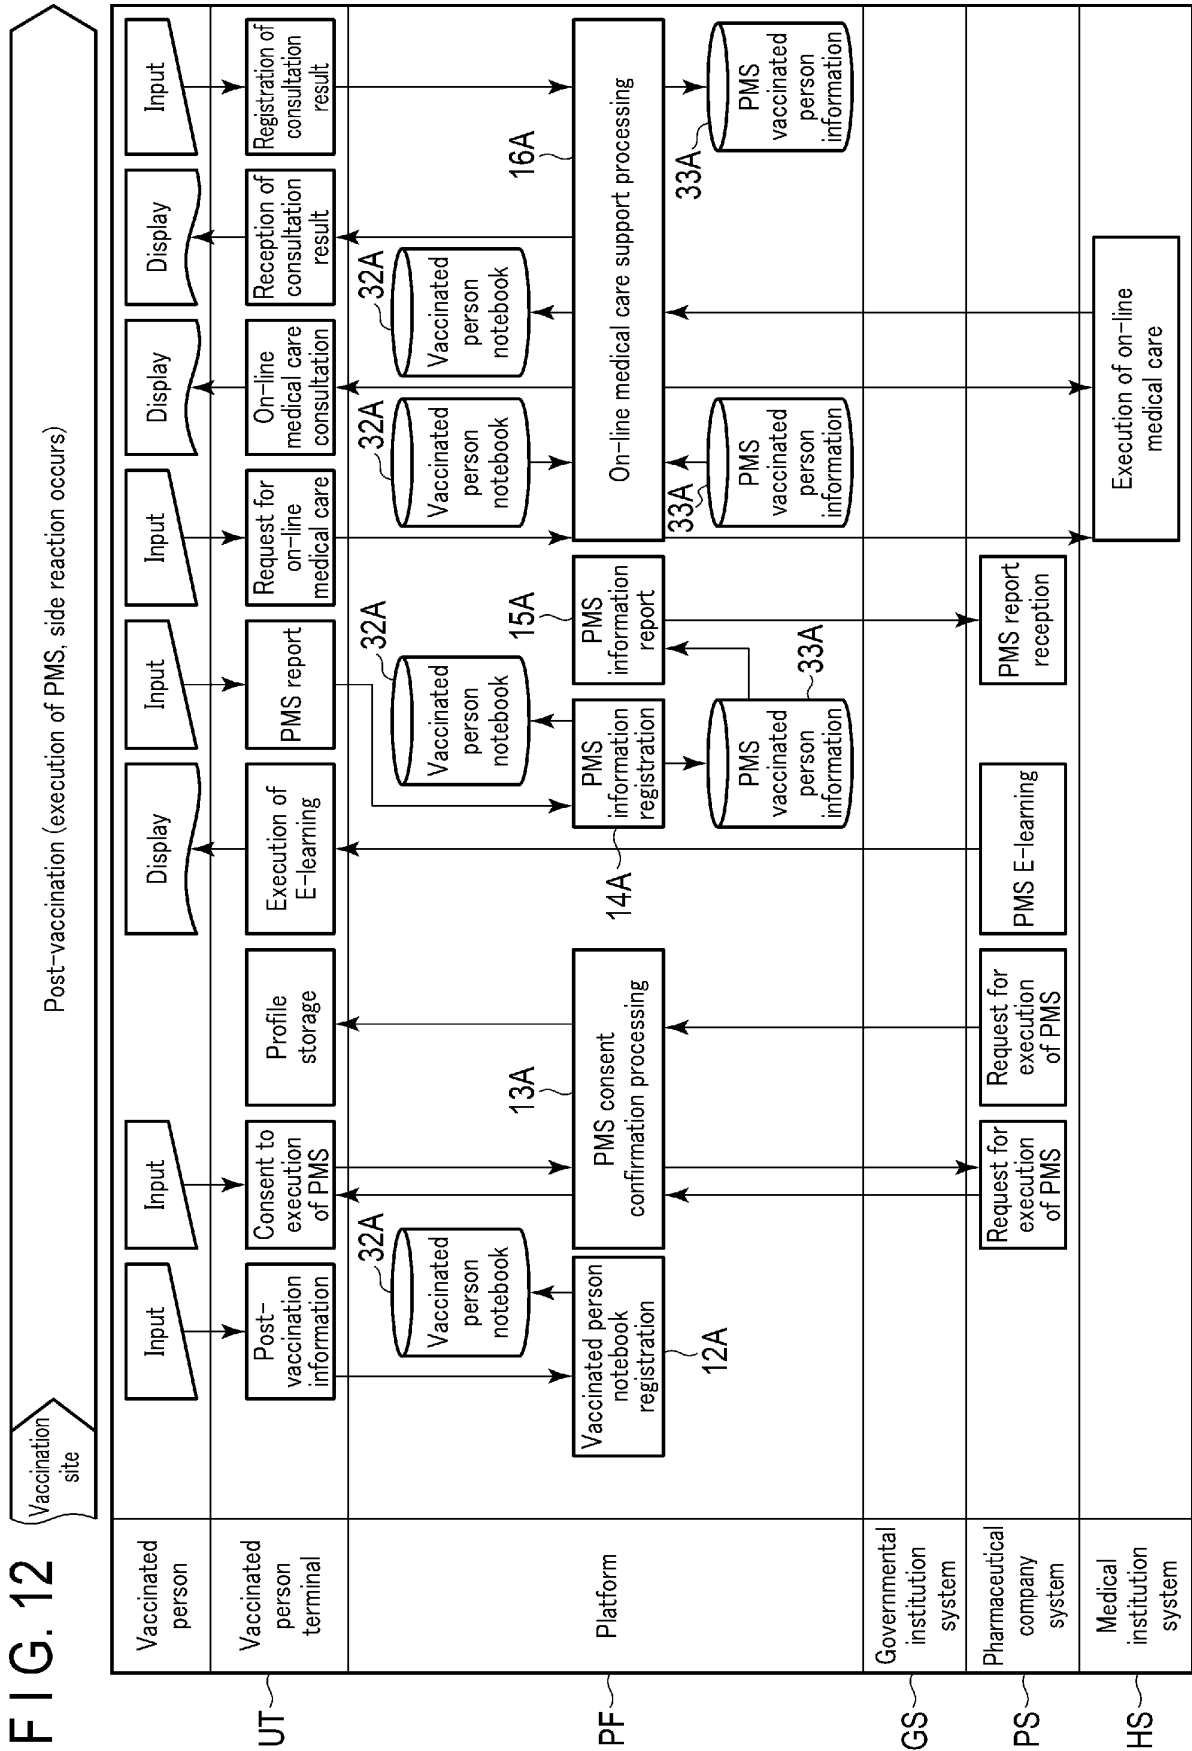 FIG. 12
Vaccination
site
Post-vaccination (execution of PMS, side reaction occurs)
Vaccinated
person
Input
Input
Display
Input
Input
Display
Display
Input
UT
Vaccinated
person
terminal
Post-
vaccination
information
Consent to
execution
of PMS
Profile
storage
Execution of
E-learning
PMS report
Request for
on-line
medical care
On-line
medical care
consultation
Reception of
consultation
result
Registration of
consultation
result
PF
Platform
32A
Vaccinated
person
notebook
32A
Vaccinated
person
notebook
32A
Vaccinated
person
notebook
32A
Vaccinated
person
notebook
Vaccinated person
notebook
registration
12A
13A
PMS consent
confirmation processing
14A
PMS
information
registration
15A
PMS
information
report
16A
On-line medical care support processing
33A
PMS
vaccinated
person
information
33A
PMS
vaccinated
person
information
33A
PMS
vaccinated
person
information
GS
Governmental
institution
system
PS
Pharmaceutical
company
system
Request for
execution
of PMS
Request for
execution
of PMS
PMS E-learning
PMS report
reception
HS
Medical
institution
system
Execution of on-line
medical care